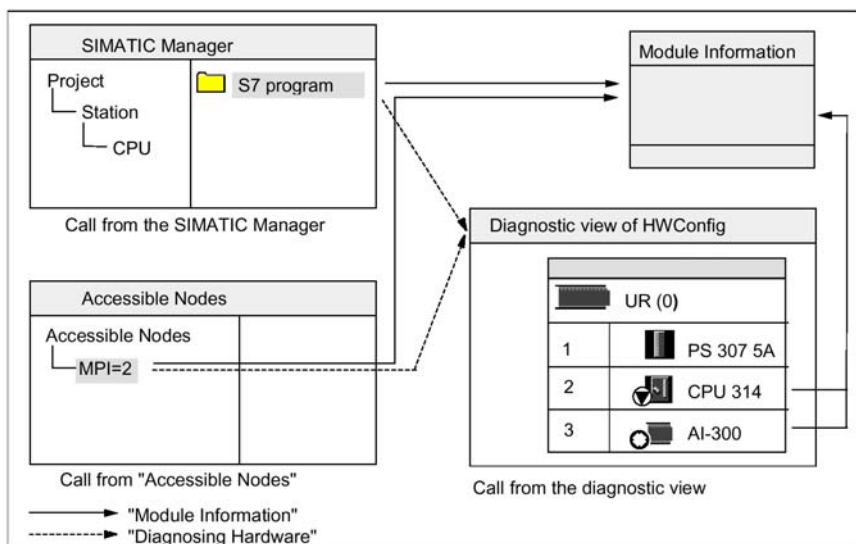 SIMATIC Manager
Project
Station
CPU
S7 program
Call from the SIMATIC Manager
Module Information
Accessible Nodes
Accessible Nodes
MPI=2
Call from "Accessible Nodes"
Diagnostic view of HWConfig
UR (0)
1 PS 307 5A
2 CPU 314
3 AI-300
Call from the diagnostic view
"Module Information"
"Diagnosing Hardware"